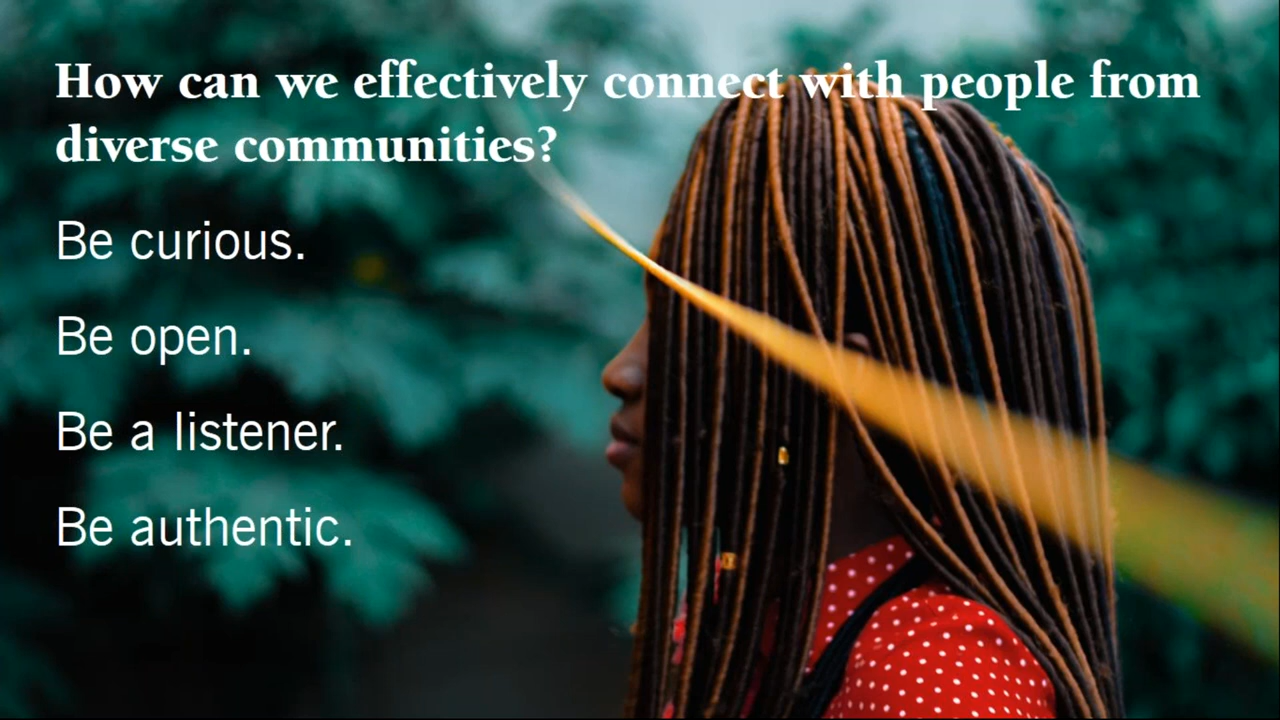 How can we effectively connect with people from
diverse communities?
Be curious.
Be open.
Be a listener.
Be authentic.